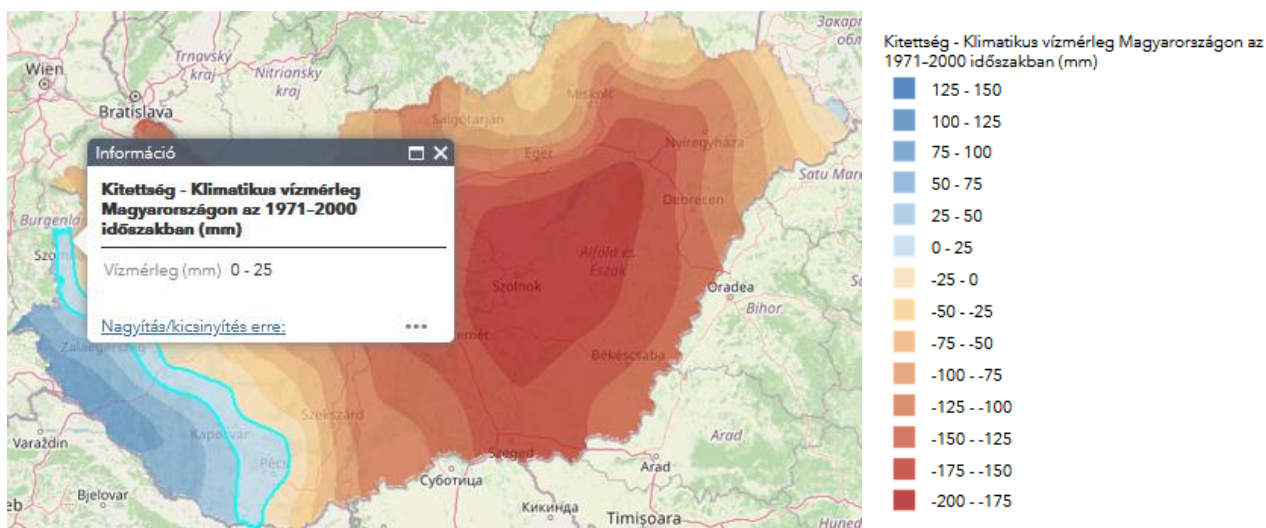 Wien
Trnavský
kraj
Nitriansky
kraj
Bratislava
Miskolc
Salgótarján
Eger
Nyíregyháza
Satu Mare
Debrecen
Szolnok
Alföld és
Észak
Oradea
Bihor
Békéscsaba
Szekszárd
Zalaegerszeg
Kaposvár
Pécs
Szeged
Varaždin
Bjelovar
Суботица
Arad
Arad
Кикинда
Timișoara
Információ
Kitettség - Klimatikus vízmérleg
Magyarországon az 1971–2000
időszakban (mm)
Vízmérleg (mm) 0 - 25
Nagyítás/kicsinyítés erre:
Kitettség - Klimatikus vízmérleg Magyarországon az
1971–2000 időszakban (mm)
125 - 150
100 - 125
75 - 100
50 - 75
25 - 50
0 - 25
-25 - 0
-50 - -25
-75 - -50
-100 - -75
-125 - -100
-150 - -125
-175 - -150
-200 - -175